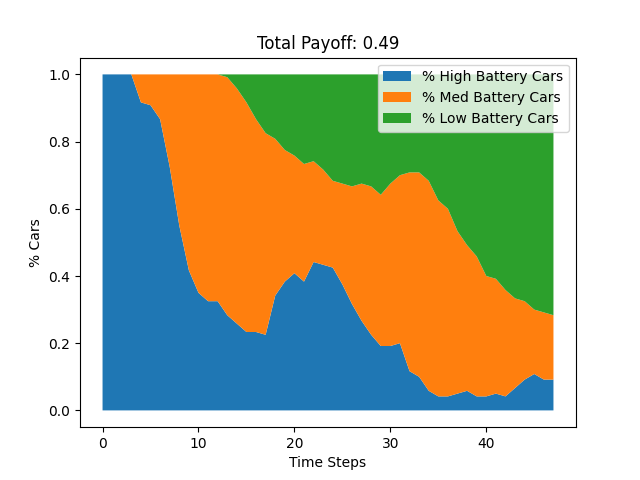 Total Payoff: 0.49
1.0
0.8
0.6
0.4
0.2
0.0
% Cars
% High Battery Cars
% Med Battery Cars
% Low Battery Cars
0 10 20 30 40
Time Steps